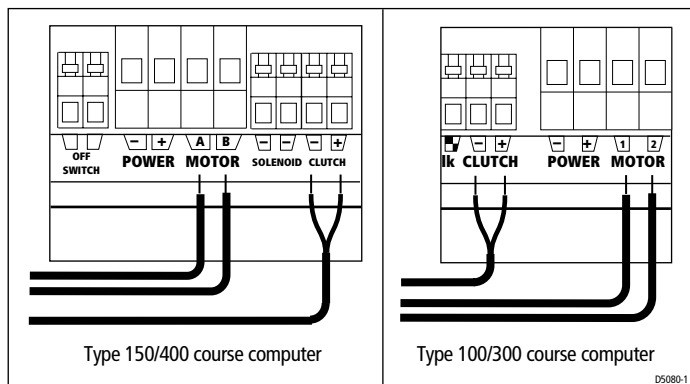 − + A B − − − +
OFF SWITCH POWER MOTOR SOLENOID CLUTCH
Type 150/400 course computer
− + − + 1 2
lk CLUTCH POWER MOTOR
Type 100/300 course computer
D5080-1